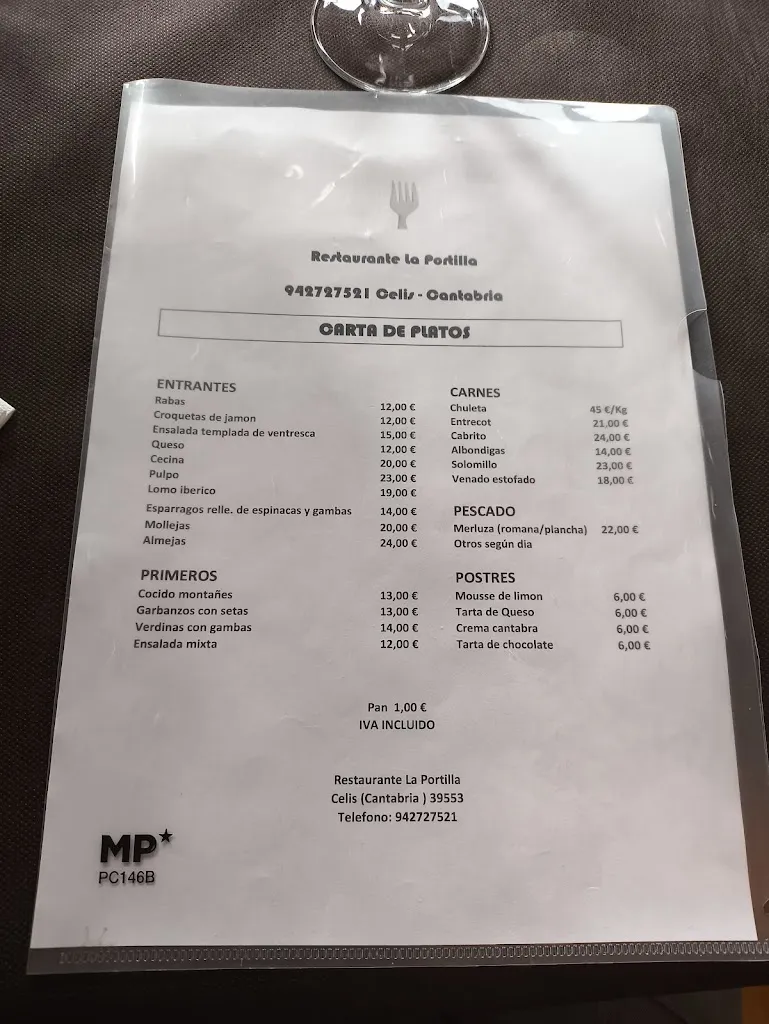 Restaurante La Portilla
942727521 Celis - Cantabria
CARTA DE PLATOS
ENTRANTES
Rabas 12,00 €
Croquetas de jamon 12,00 €
Ensalada templada de ventresca 15,00 €
Queso 12,00 €
Cecina 20,00 €
Pulpo 23,00 €
Lomo iberico 19,00 €
Esparragos relle. de espinacas y gambas 14,00 €
Mollejas 20,00 €
Almejas 24,00 €
PRIMEROS
Cocido montañes 13,00 €
Garbanzos con setas 13,00 €
Verdinas con gambas 14,00 €
Ensalada mixta 12,00 €
CARNES
Chuleta 45 €/Kg
Entrecot 21,00 €
Cabrito 24,00 €
Albondigas 14,00 €
Solomillo 23,00 €
Venado estofado 18,00 €
PESCADO
Merluza (romana/plancha) 22,00 €
Otros según dia
POSTRES
Mousse de limon 6,00 €
Tarta de Queso 6,00 €
Crema cantabra 6,00 €
Tarta de chocolate 6,00 €
Pan 1,00 €
IVA INCLUIDO
Restaurante La Portilla
Celis (Cantabria ) 39553
Telefono: 942727521
MP
PC146B